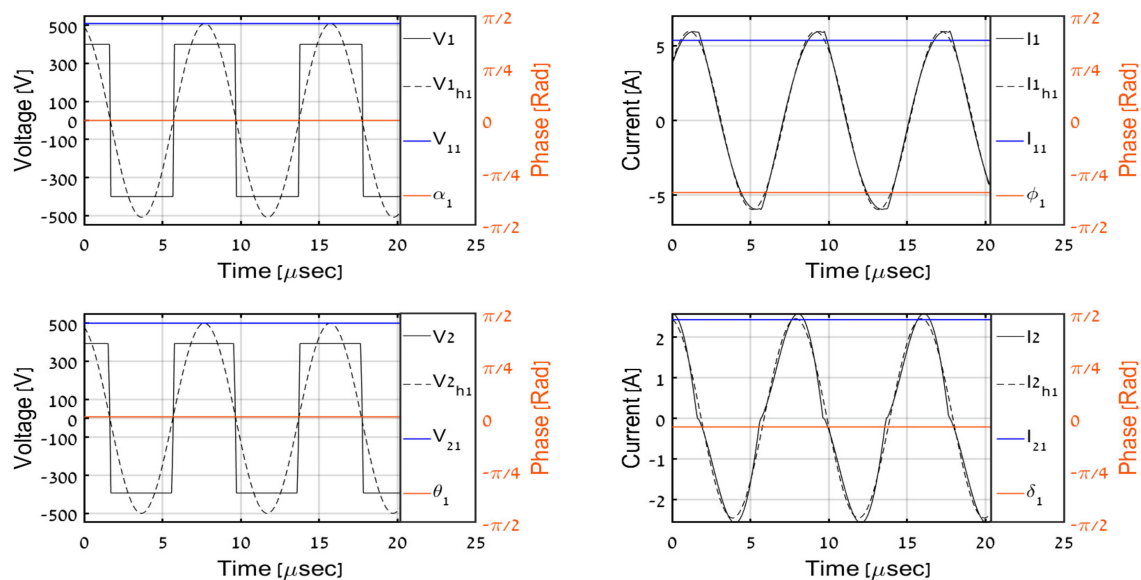 Voltage [V]
500
300
100
0
-100
-300
-500
0
5
10
15
20
25
Time [μsec]
V1
V1h1
V11
α1
π/2
π/4
0
-π/4
-π/2
Phase [Rad]
Current [A]
5
0
-5
0
5
10
15
20
25
Time [μsec]
I1
I1h1
I11
ϕ1
π/2
π/4
0
-π/4
-π/2
Phase [Rad]
Voltage [V]
500
300
100
0
-100
-300
-500
0
5
10
15
20
25
Time [μsec]
V2
V2h1
V21
θ1
π/2
π/4
0
-π/4
-π/2
Phase [Rad]
Current [A]
2
1
0
-1
-2
0
5
10
15
20
25
Time [μsec]
I2
I2h1
I21
δ1
π/2
π/4
0
-π/4
-π/2
Phase [Rad]